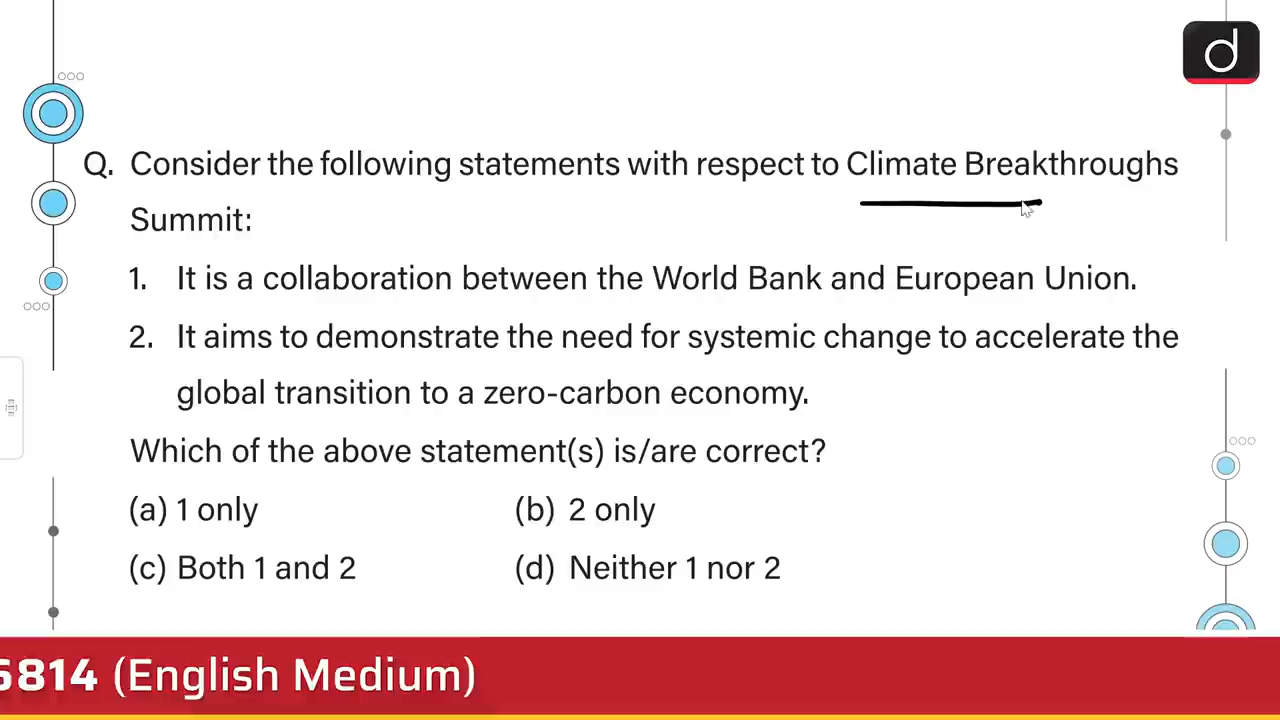 Q. Consider the following statements with respect to Climate Breakthroughs
Summit:
1. It is a collaboration between the World Bank and European Union.
2. It aims to demonstrate the need for systemic change to accelerate the
global transition to a zero-carbon economy.
Which of the above statement(s) is/are correct?
(a) 1 only (b) 2 only
(c) Both 1 and 2 (d) Neither 1 nor 2
6814 (English Medium)